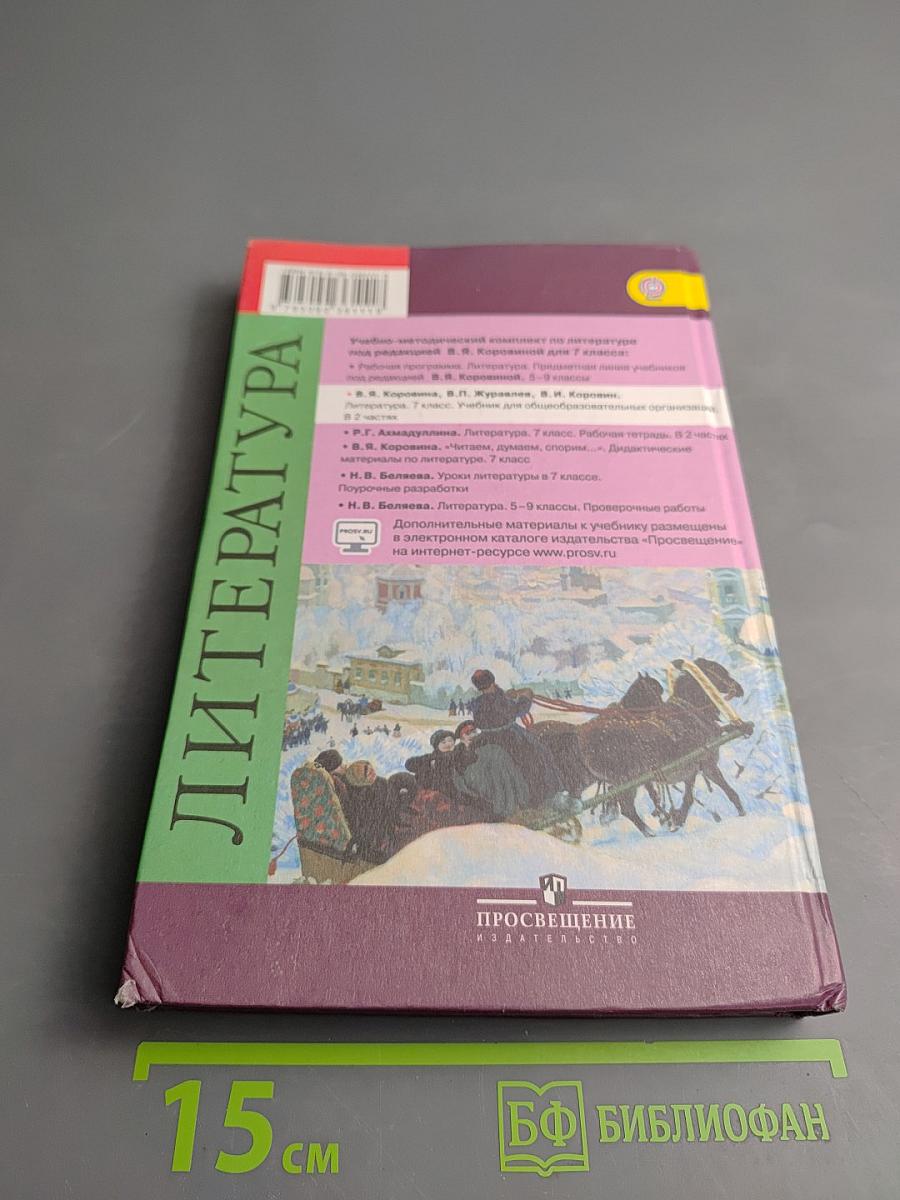 Учебно-методический комплект по литературе
под редакцией В.Я. Коровиной для 7 класса:
• Рабочая программа. Литература. Предметная линия учебников
под редакцией В.Я. Коровиной. 5–9 классы
• В.Я. Коровина, В.П. Журавлев, В.И. Коровин.
Литература. 7 класс. Учебник для общеобразовательных организаций.
В 2 частях
• Р.Г. Ахмадуллина. Литература. 7 класс. Рабочая тетрадь. В 2 частях
• В.Я. Коровина. «Читаем, думаем, спорим...». Дидактические
материалы по литературе. 7 класс
• Н.В. Беляева. Уроки литературы в 7 классе.
Поурочные разработки
• Н.В. Беляева. Литература. 5–9 классы. Проверочные работы
PROSV.RU
Дополнительные материалы к учебнику размещены
в электронном каталоге издательства «Просвещение»
на интернет-ресурсе www.prosv.ru
ЛИТЕРАТУРА
ПРОСВЕЩЕНИЕ
ИЗДАТЕЛЬСТВО
15 см
БФ БИБЛИОФАН